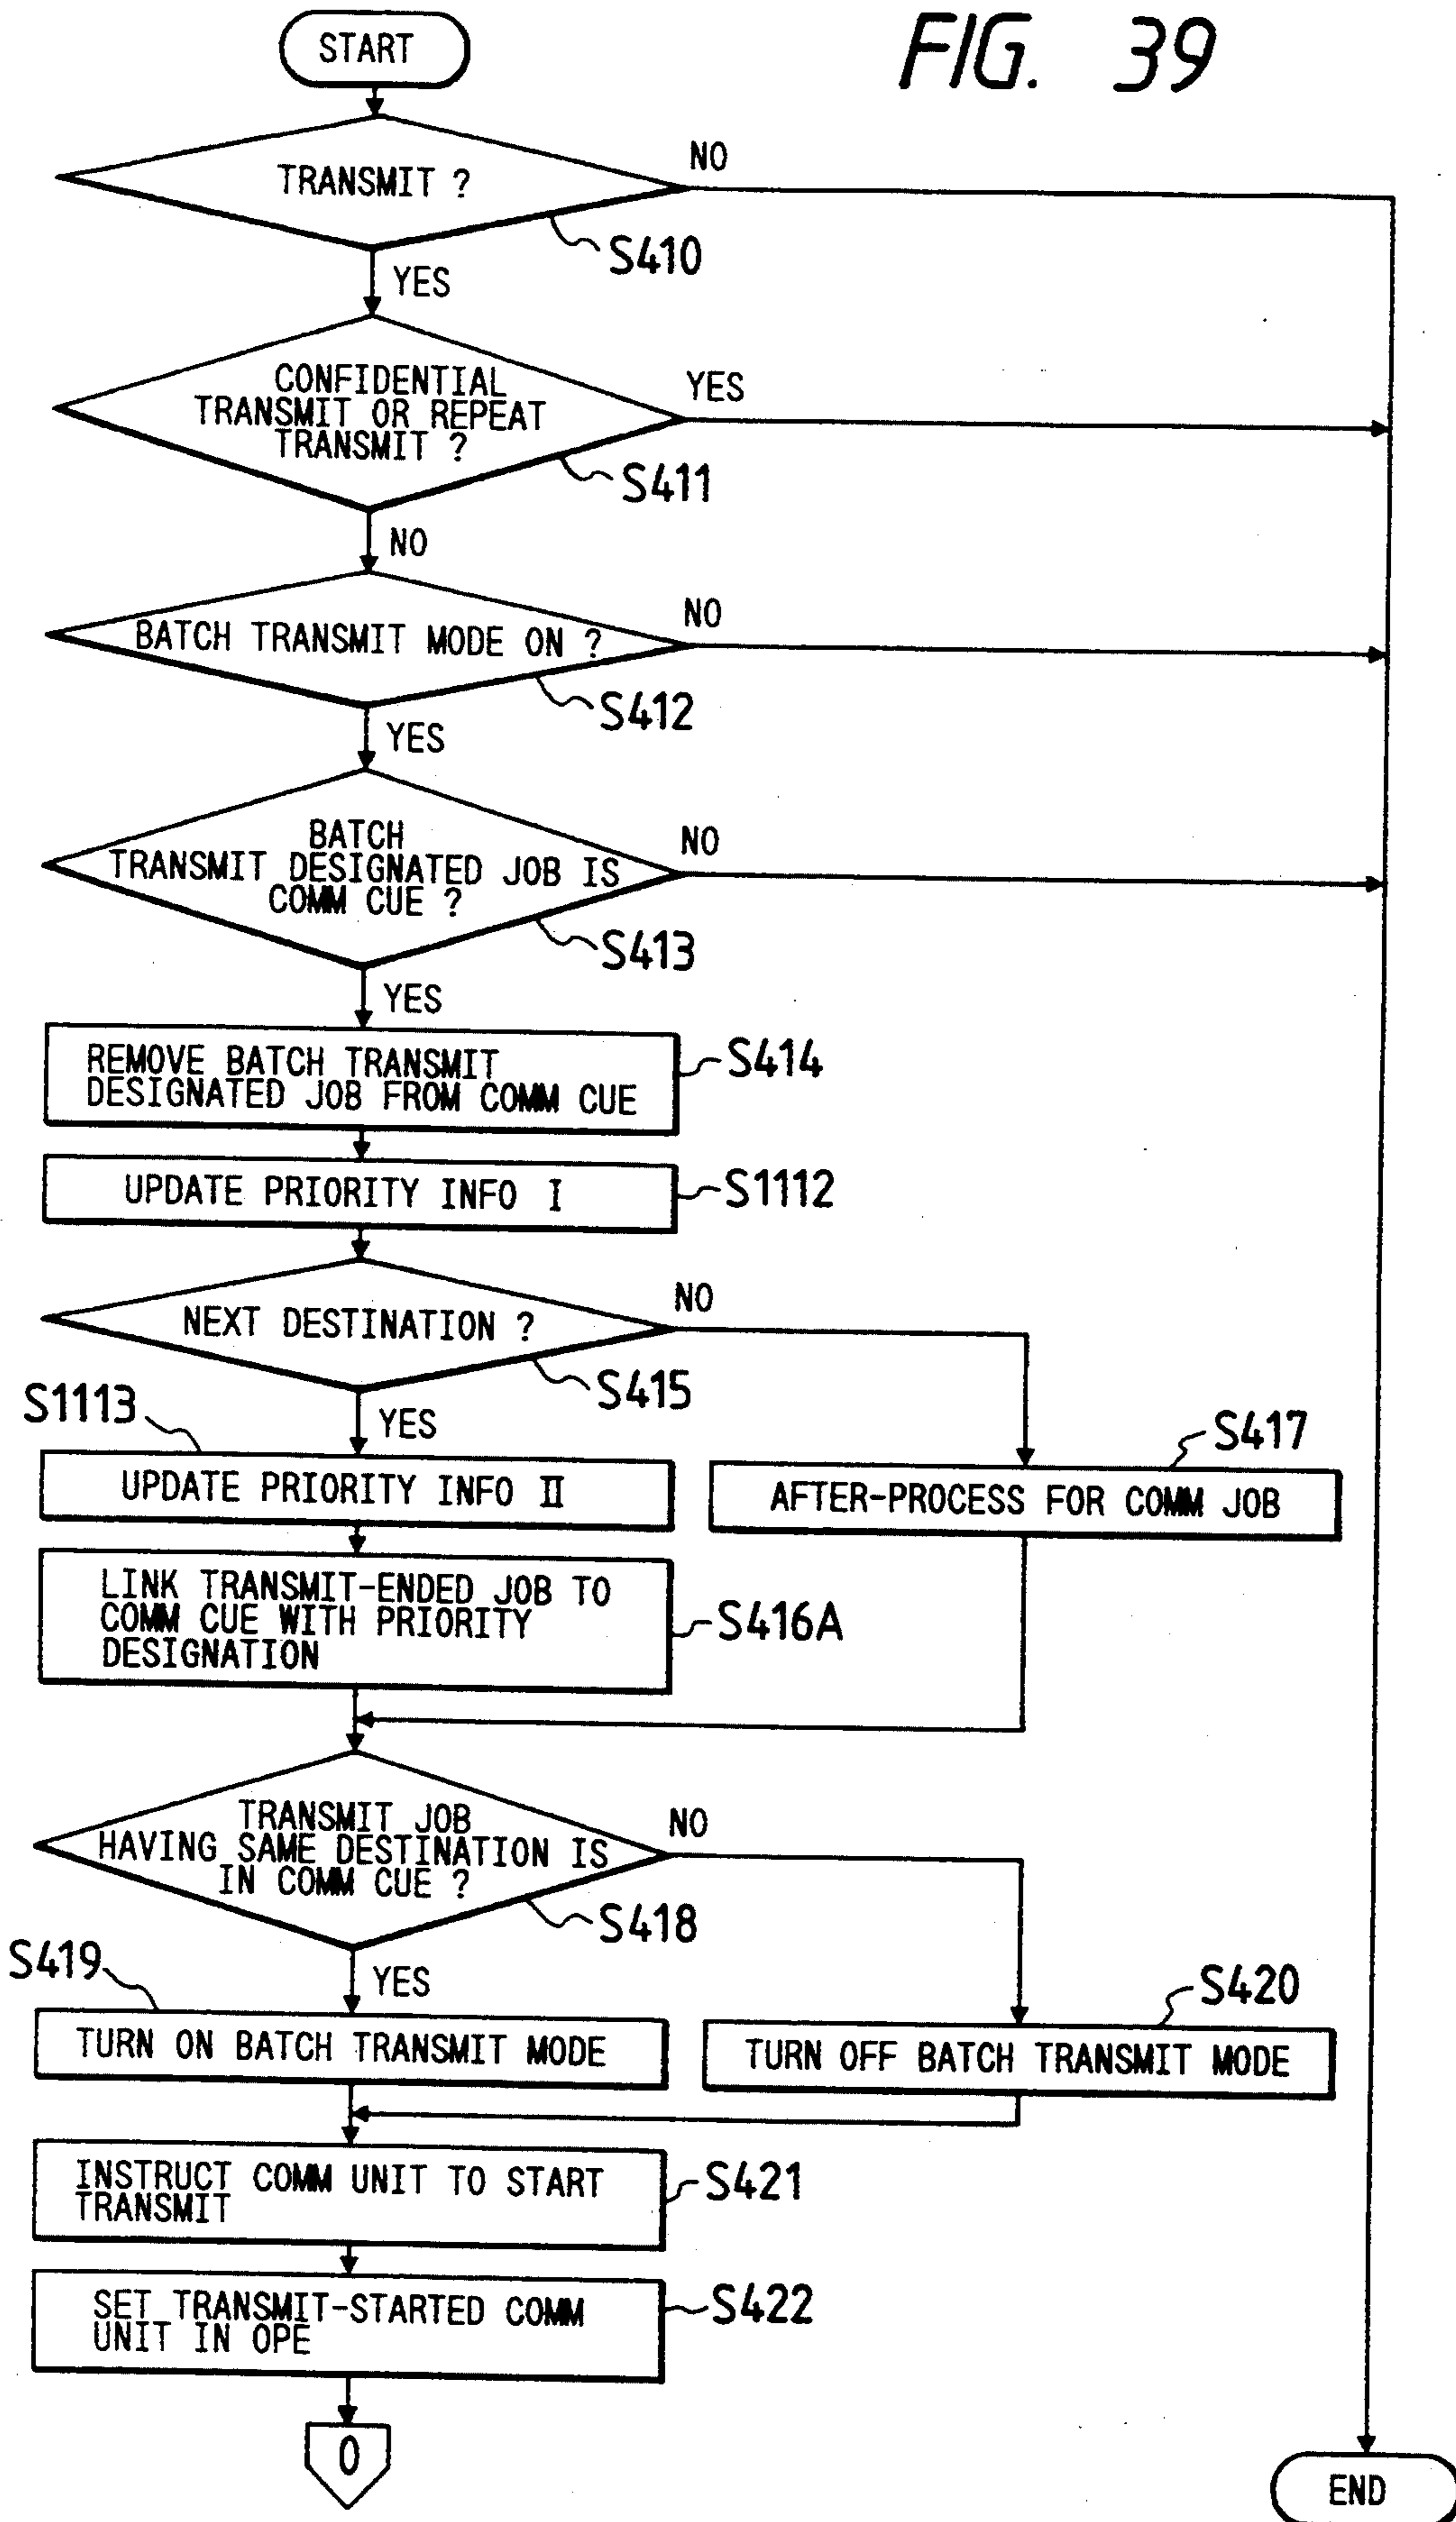 FIG. 39
START
TRANSMIT ?
NO
S410
YES
CONFIDENTIAL
TRANSMIT OR REPEAT
TRANSMIT ?
YES
S411
NO
BATCH TRANSMIT MODE ON ?
NO
S412
YES
BATCH
TRANSMIT DESIGNATED JOB IS
COMM CUE ?
NO
S413
YES
REMOVE BATCH TRANSMIT
DESIGNATED JOB FROM COMM CUE
S414
UPDATE PRIORITY INFO I
S1112
NEXT DESTINATION ?
NO
S415
S1113
YES
S417
UPDATE PRIORITY INFO II
AFTER-PROCESS FOR COMM JOB
LINK TRANSMIT-ENDED JOB TO
COMM CUE WITH PRIORITY
DESIGNATION
S416A
TRANSMIT JOB
HAVING SAME DESTINATION IS
IN COMM CUE ?
NO
S418
S419
YES
S420
TURN ON BATCH TRANSMIT MODE
TURN OFF BATCH TRANSMIT MODE
INSTRUCT COMM UNIT TO START
TRANSMIT
S421
SET TRANSMIT-STARTED COMM
UNIT IN OPE
S422
O
END